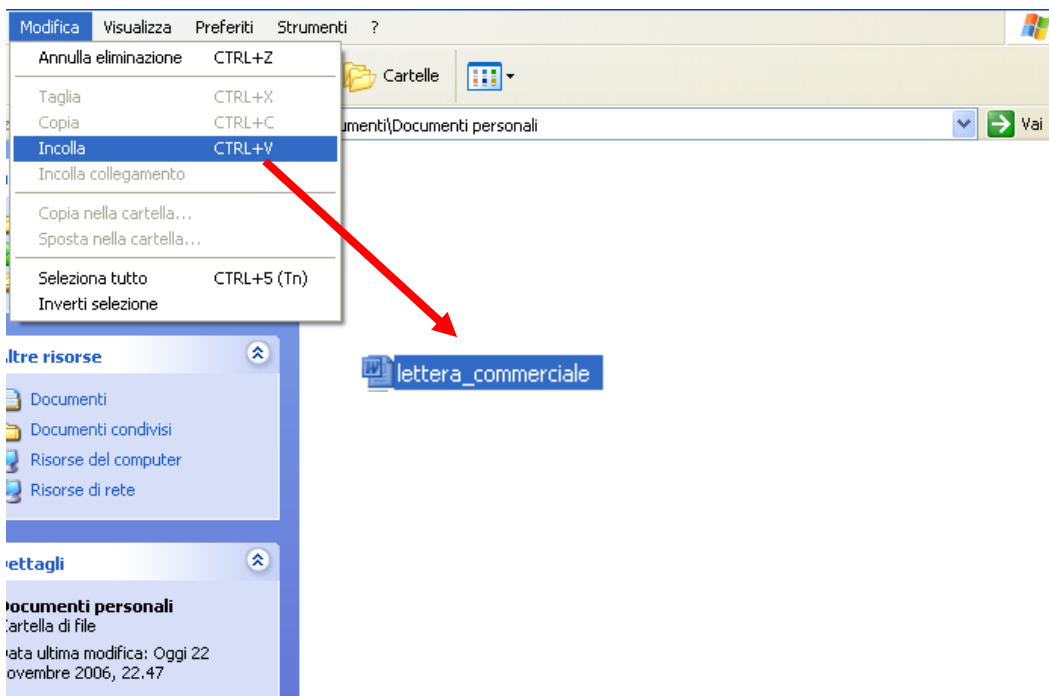 Modifica Visualizza Preferiti Strumenti ?
Annulla eliminazione CTRL+Z
Cartelle
Taglia CTRL+X
Copia CTRL+C
umenti\Documenti personali
Vai
Incolla CTRL+V
Incolla collegamento
Copia nella cartella...
Sposta nella cartella...
Seleziona tutto CTRL+5 (Tn)
Inverti selezione
ltre risorse
lettera_commerciale
Documenti
Documenti condivisi
Risorse del computer
Risorse di rete
ettagli
Documenti personali
Cartella di file
ata ultima modifica: Oggi 22
ovembre 2006, 22.47